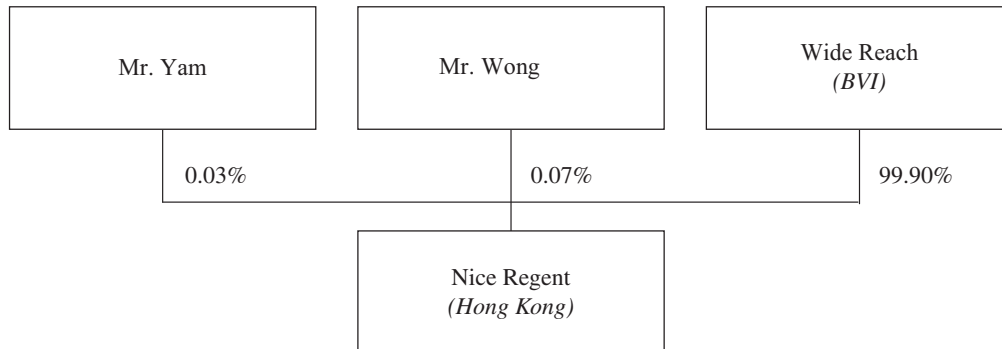 Mr. Yam
Mr. Wong
Wide Reach
(BVI)
0.03%
0.07%
99.90%
Nice Regent
(Hong Kong)